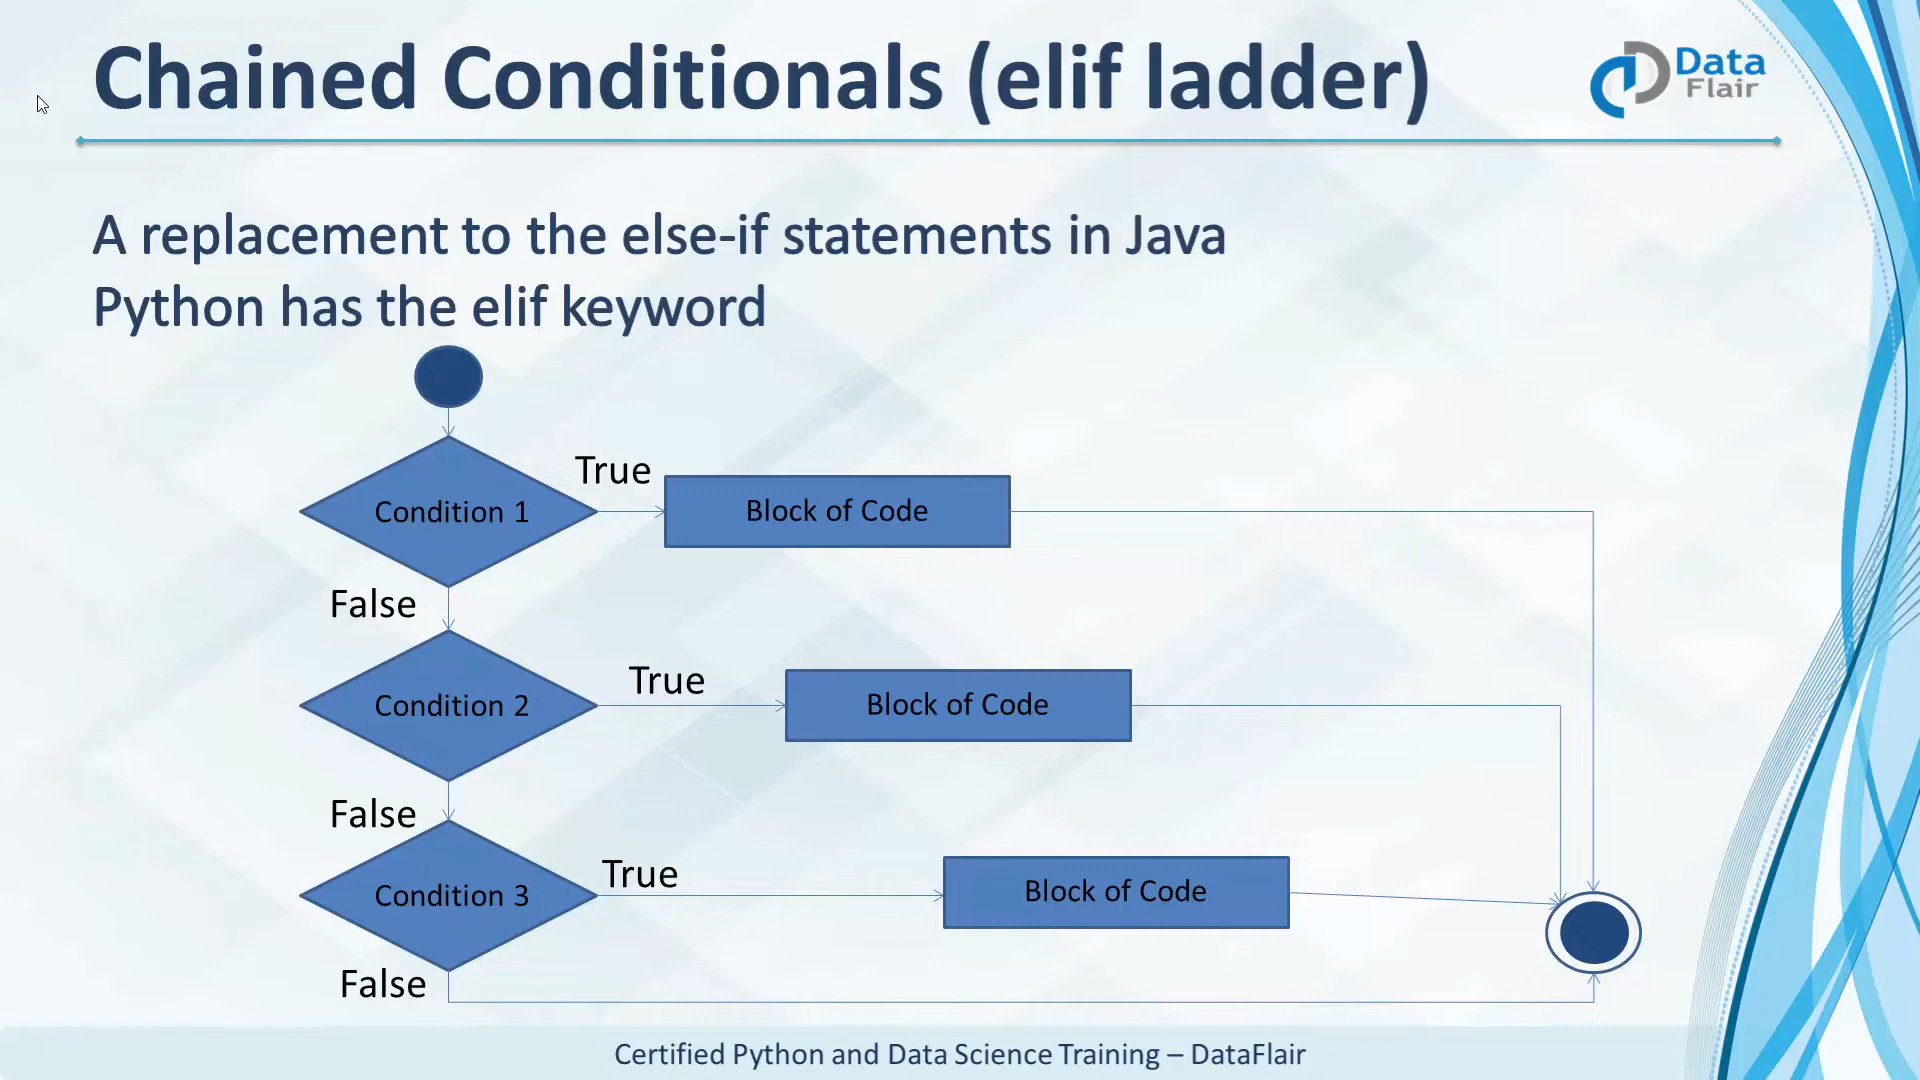 Chained Conditionals (elif ladder)
Data
Flair
A replacement to the else-if statements in Java
Python has the elif keyword
True
Condition 1
Block of Code
False
True
Condition 2
Block of Code
False
True
Condition 3
Block of Code
False
Certified Python and Data Science Training – DataFlair